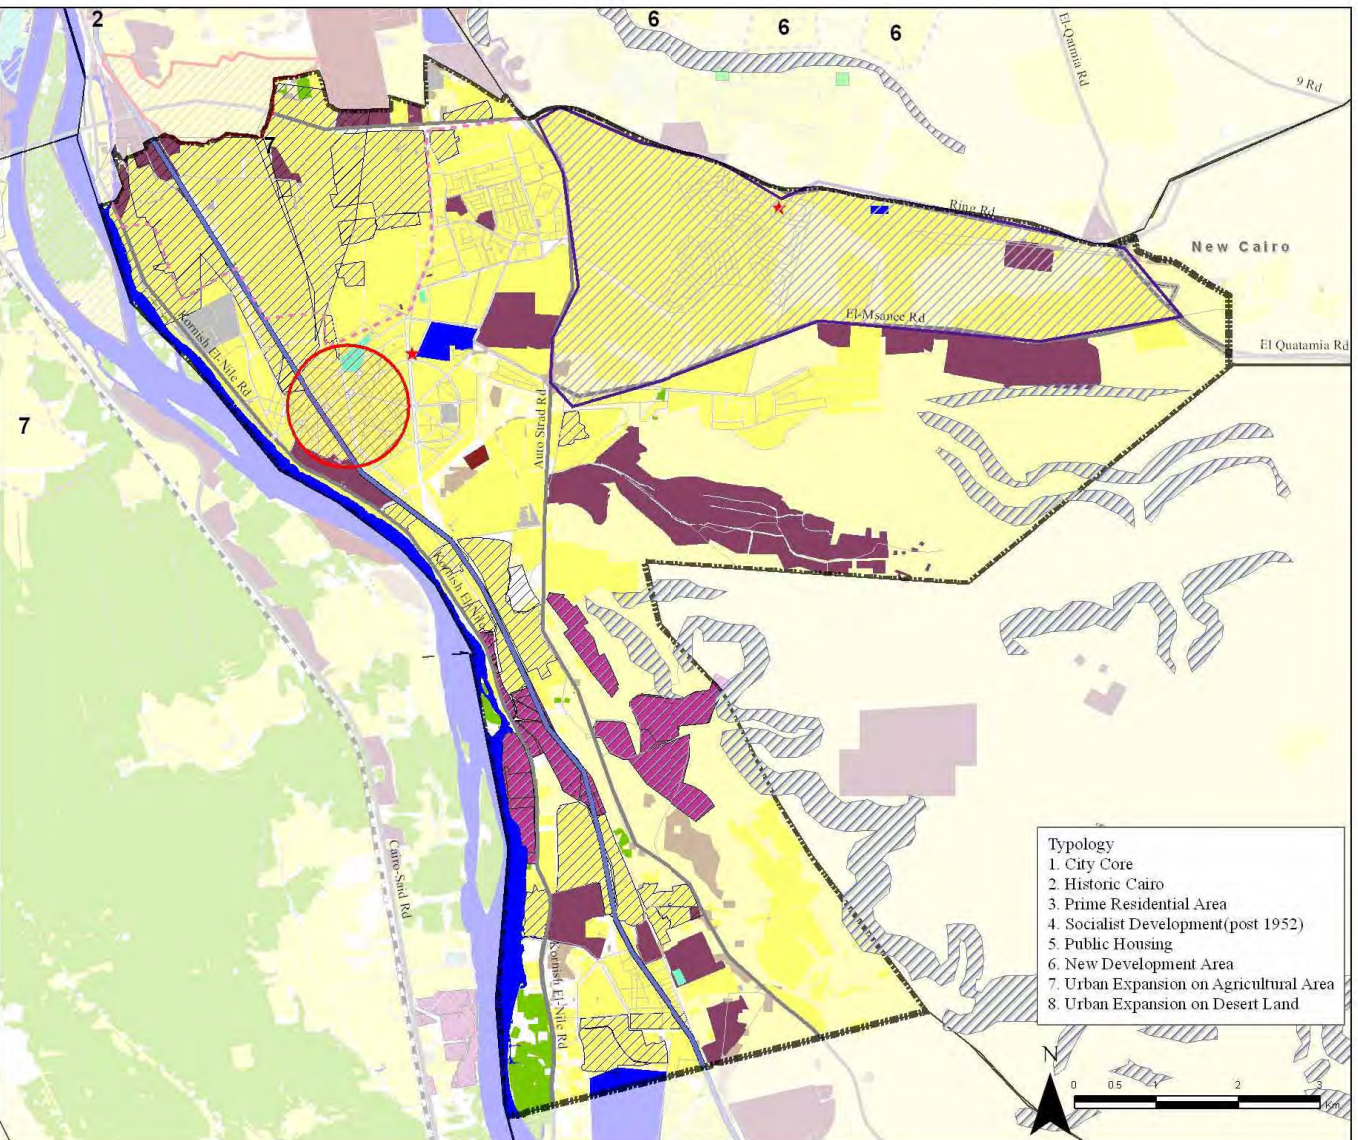 2
6
6
6
El-Qatmia Rd
9 Rd
7
Ring Rd
New Cairo
Kornish El-Nile Rd
El-Msanee Rd
El Quatamia Rd
7
Auto Strad Rd
Kornish El-Nile Rd
Cairo-Said Rd
Kornish El-Nile Rd
Typology
1. City Core
2. Historic Cairo
3. Prime Residential Area
4. Socialist Development(post 1952)
5. Public Housing
6. New Development Area
7. Urban Expansion on Agricultural Area
8. Urban Expansion on Desert Land
N
0 0.5 1 2 3
Km